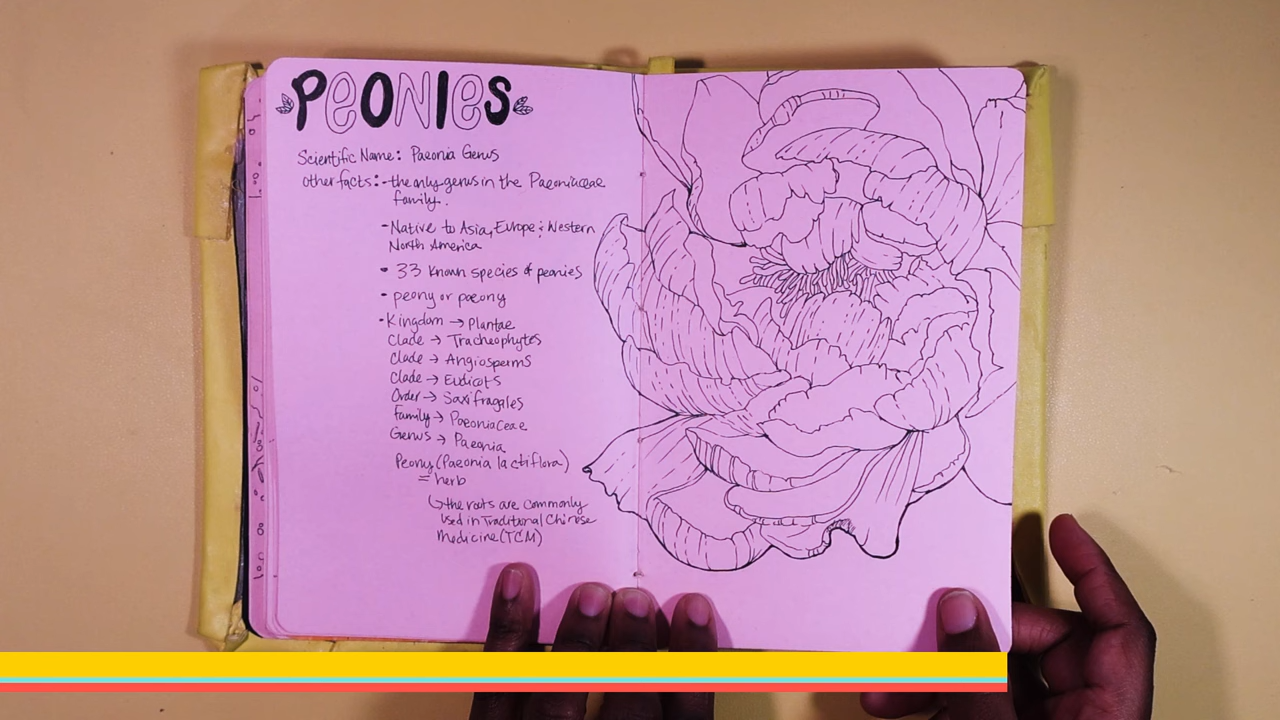 PEONIES
Scientific Name: Paeonia Genus
other facts: - the only genus in the Paeoniaceae
family.
- Native to Asia, Europe & Western
North America
• 33 known species of peonies
• peony or paeony
• Kingdom → Plantae
Clade → Tracheophytes
Clade → Angiosperms
Clade → Eudicots
Order → Saxifragales
Family → Paeoniaceae
Genus → Paeonia
Peony (Paeonia lactiflora)
= herb
↳ the roots are commonly
used in Traditional Chinese
Medicine (TCM)